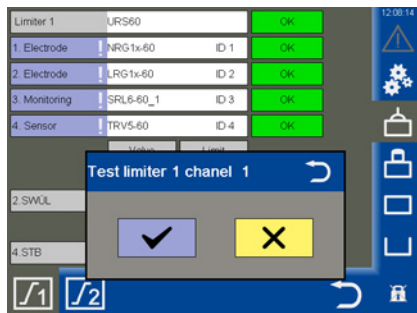 12:08:14
Limiter 1 URS60 OK
1. Electrode ! NRG1x-60 ID 1 OK
2. Electrode ! LRG1x-60 ID 2 OK
3. Monitoring ! SRL6-60_1 ID 3 OK
4. Sensor ! TRV5-60 ID 4 OK
Value Limit
Test limiter 1 chanel 1
2.SWÜL
4.STB
1 2